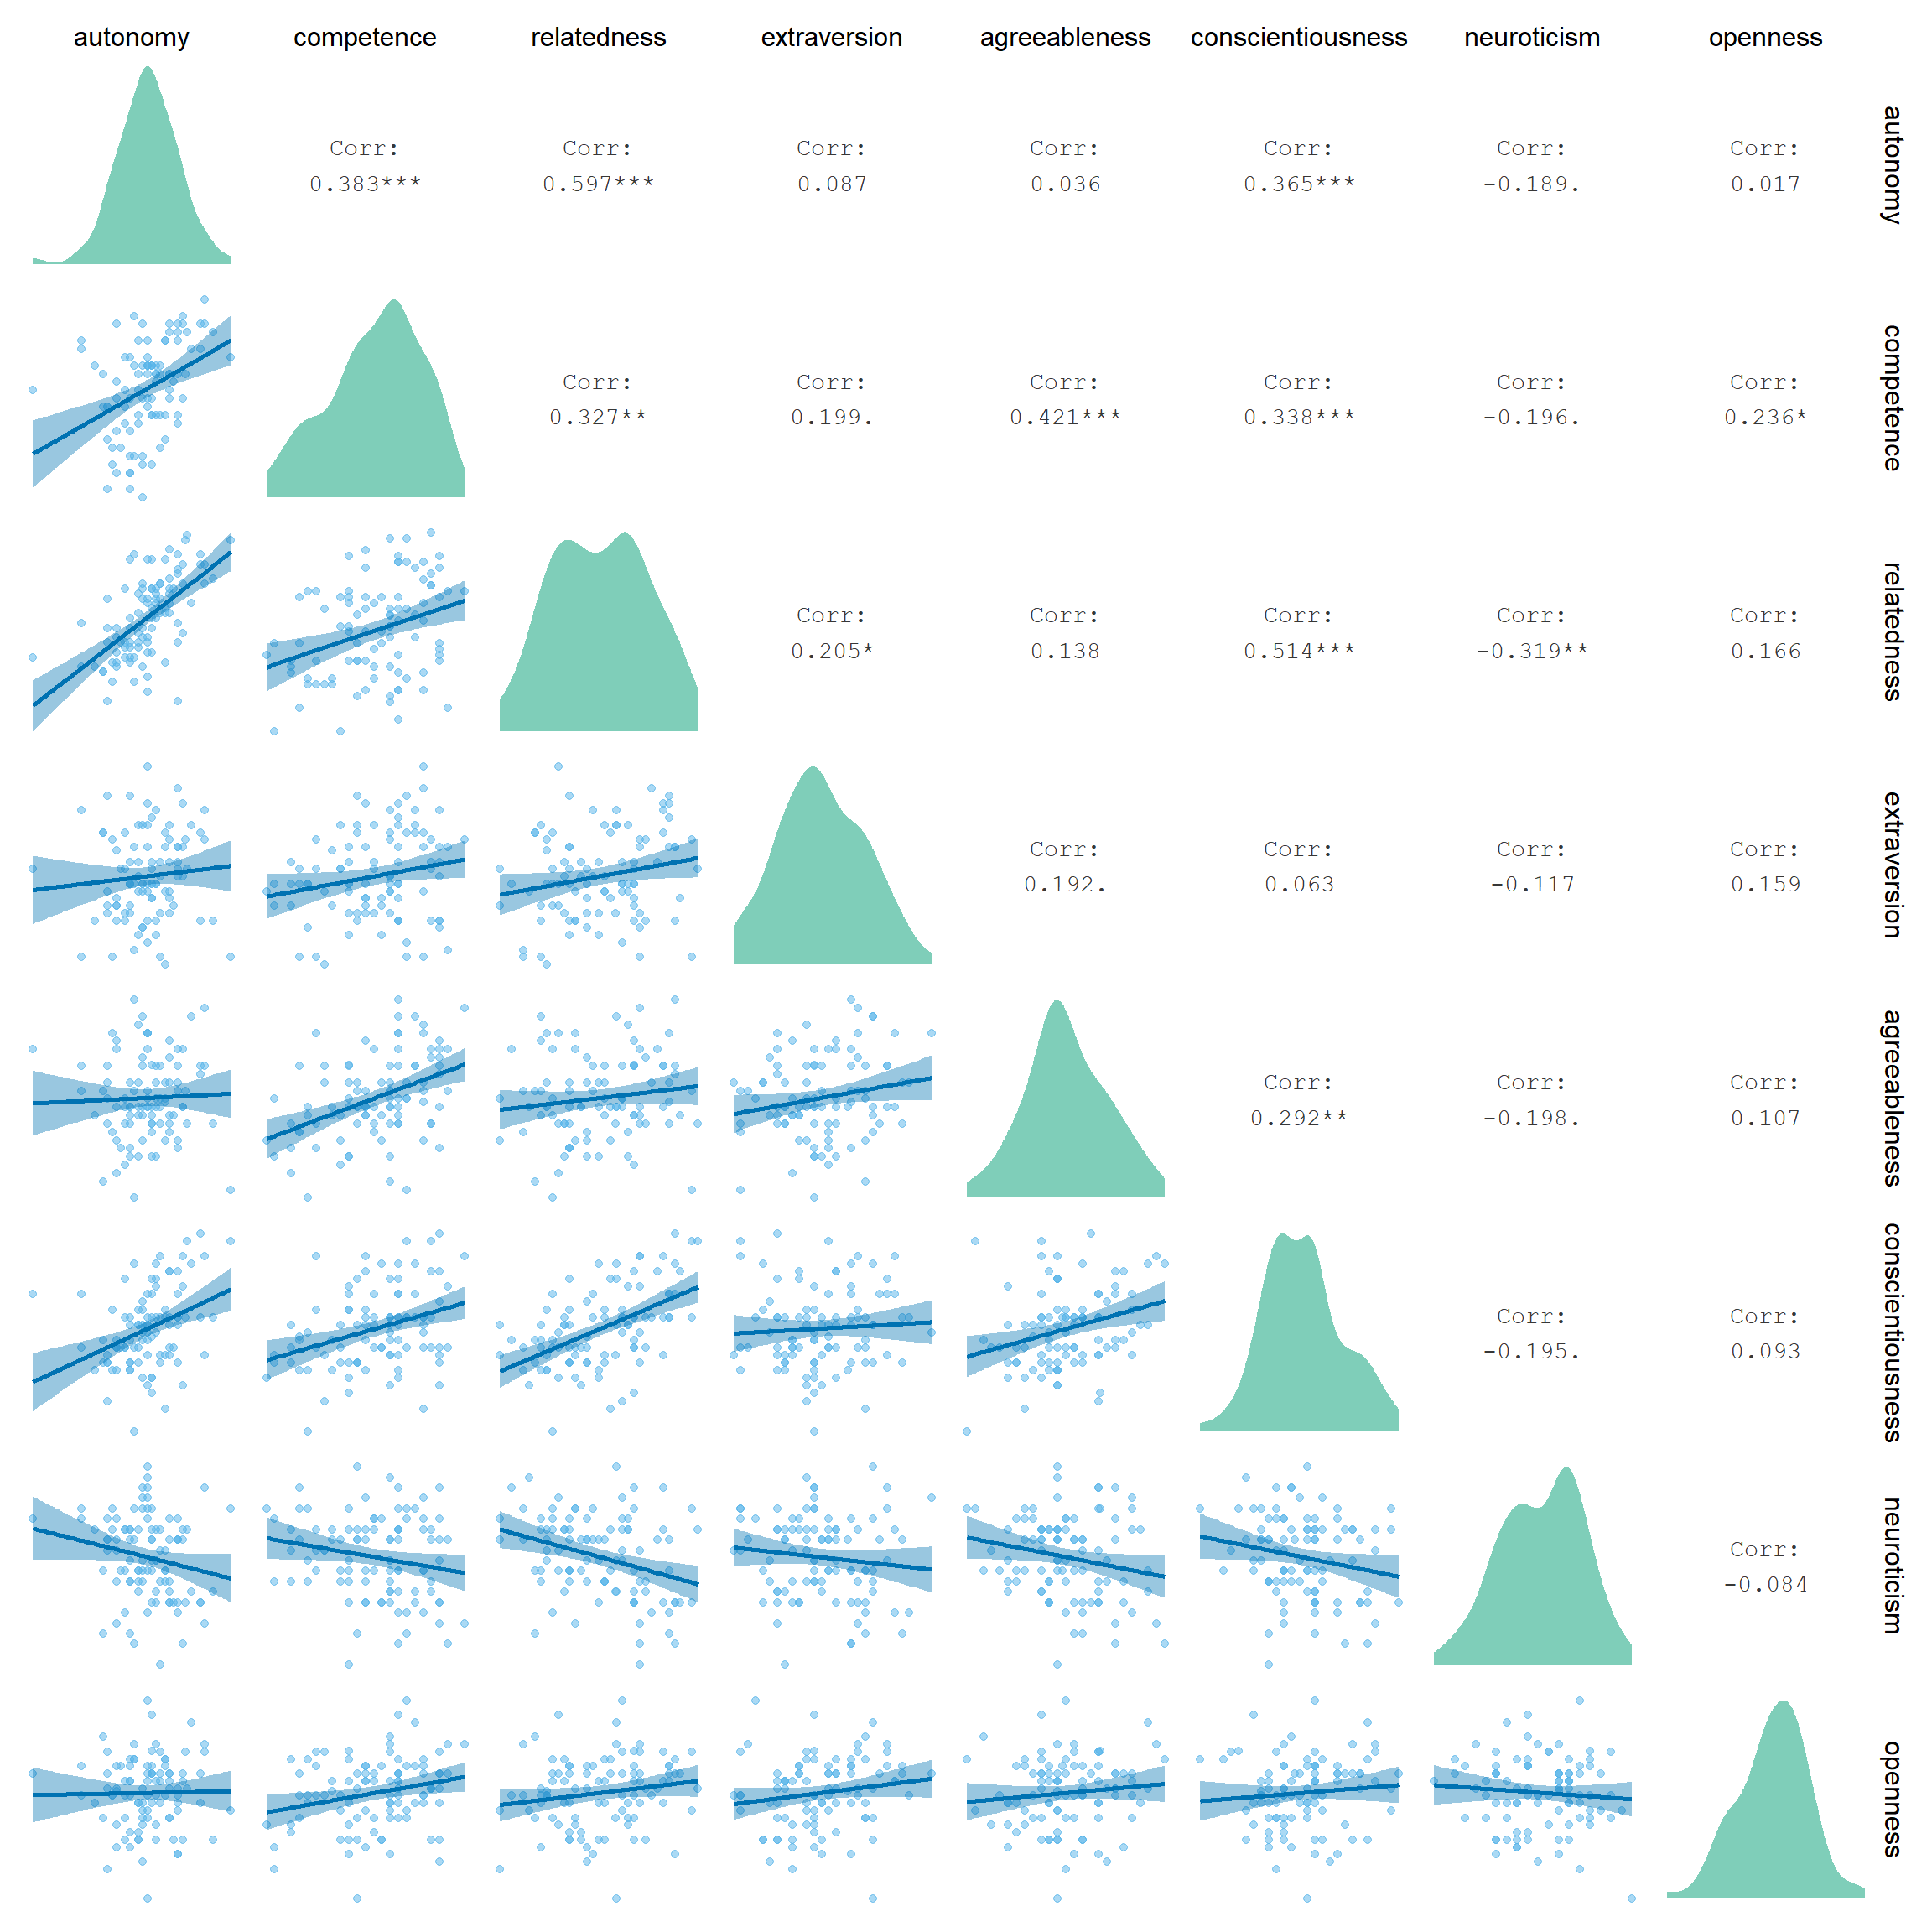 autonomy competence relatedness extraversion agreeableness conscientiousness neuroticism openness
Corr: Corr: Corr: Corr: Corr: Corr: Corr:
0.383*** 0.597*** 0.087 0.036 0.365*** -0.189. 0.017
autonomy
Corr: Corr: Corr: Corr: Corr: Corr:
0.327** 0.199. 0.421*** 0.338*** -0.196. 0.236*
competence
Corr: Corr: Corr: Corr: Corr:
0.205* 0.138 0.514*** -0.319** 0.166
relatedness
Corr: Corr: Corr: Corr:
0.192. 0.063 -0.117 0.159
extraversion
Corr: Corr: Corr:
0.292** -0.198. 0.107
agreeableness
Corr: Corr:
-0.195. 0.093
conscientiousness
Corr:
-0.084
neuroticism
openness